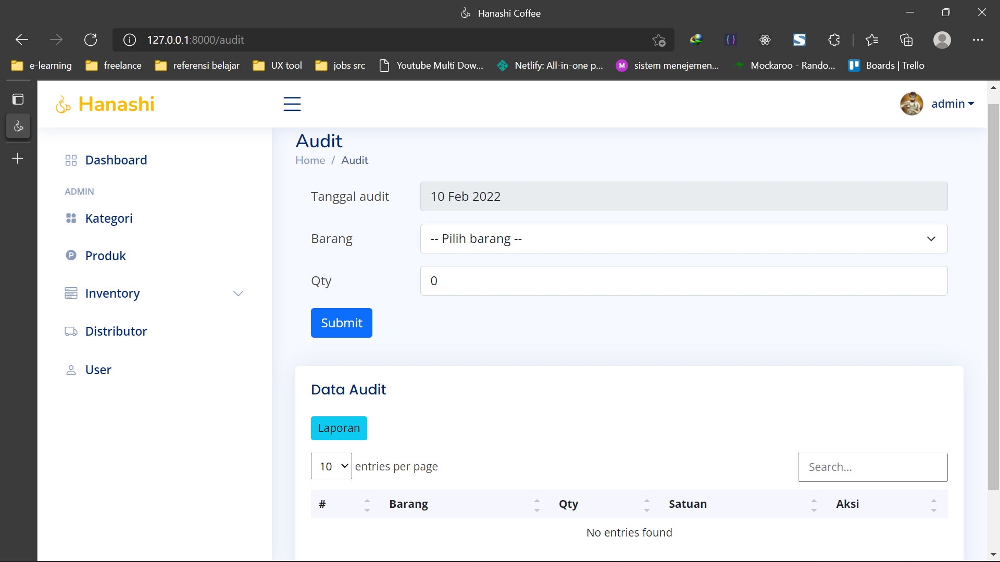 Hanashi Coffee
127.0.0.1:8000/audit
e-learning
freelance
referensi belajar
UX tool
jobs src
Youtube Multi Dow...
Netlify: All-in-one p...
M
sistem menejemen...
Mockaroo - Rando...
Boards | Trello
Hanashi
admin
Dashboard
ADMIN
Kategori
Produk
Inventory
Distributor
User
Audit
Home / Audit
Tanggal audit
10 Feb 2022
Barang
-- Pilih barang --
Qty
0
Submit
Data Audit
Laporan
10 entries per page
Search...
# Barang Qty Satuan Aksi
No entries found